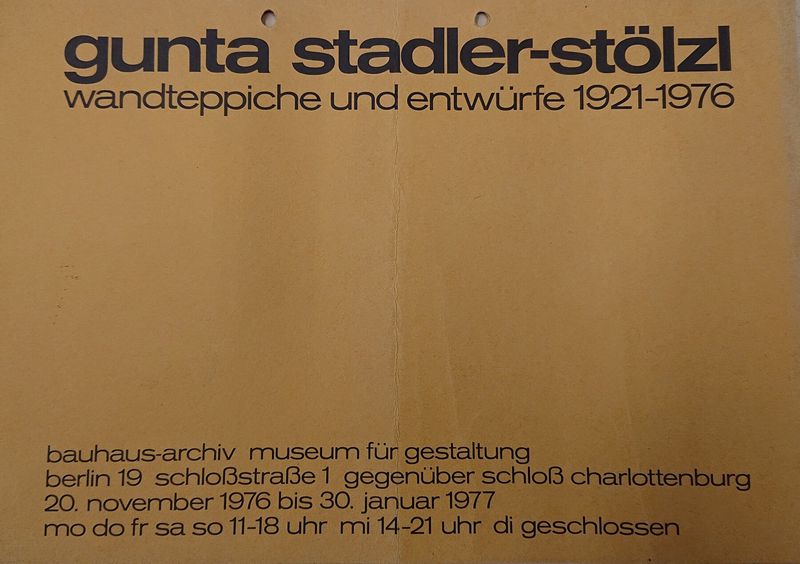 gunta stadler-stölzl
wandteppiche und entwürfe 1921-1976
bauhaus-archiv museum für gestaltung
berlin 19 schloßstraße 1 gegenüber schloß charlottenburg
20. november 1976 bis 30. januar 1977
mo do fr sa so 11-18 uhr mi 14-21 uhr di geschlossen